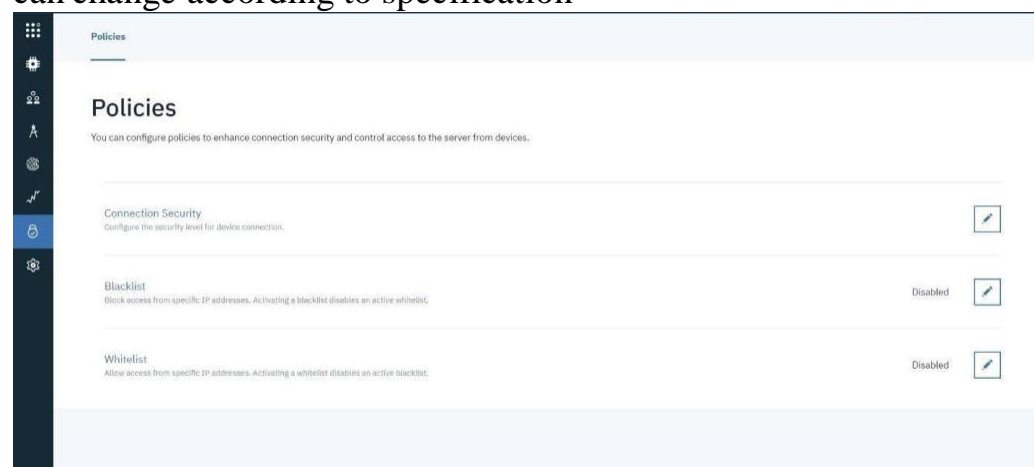 can change according to specification
Policies
Policies
You can configure policies to enhance connection security and control access to the server from devices.
Connection Security
Configure the security level for device connection.
Blacklist
Block access from specific IP addresses. Activating a blacklist disables an active whitelist.
Disabled
Whitelist
Allow access from specific IP addresses. Activating a whitelist disables an active blacklist.
Disabled